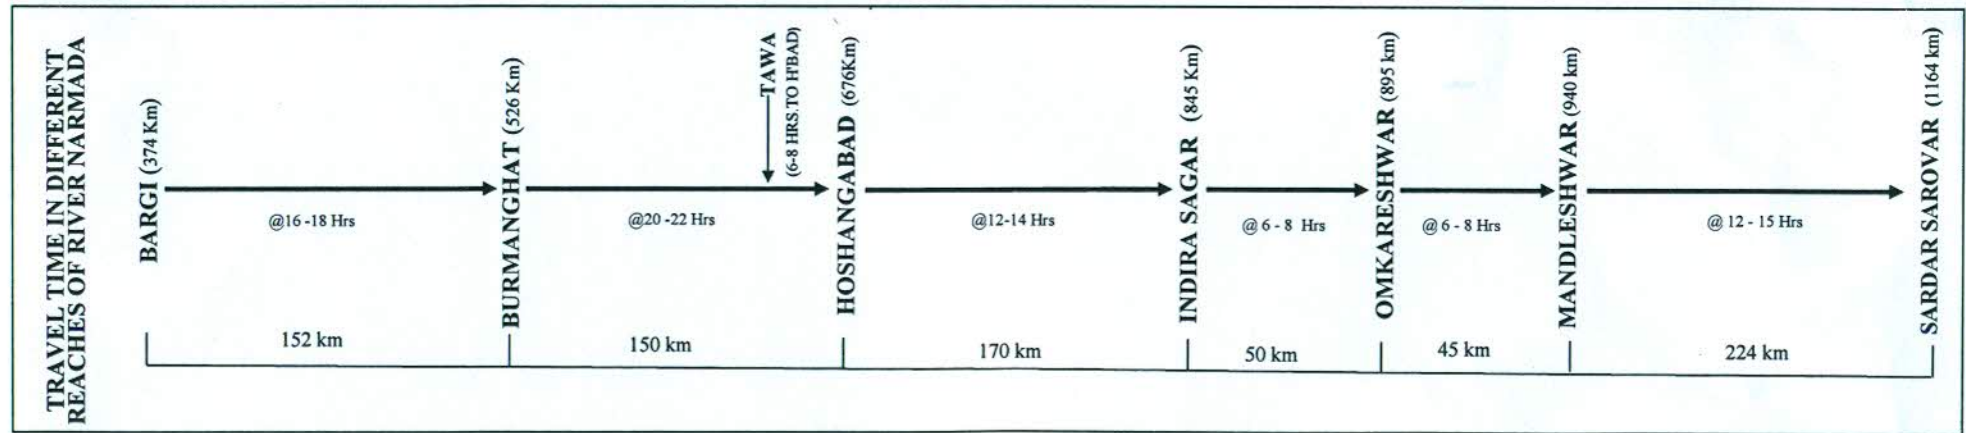 TRAVEL TIME IN DIFFERENT
REACHES OF RIVER NARMADA
BARGI (374 Km)
@16 -18 Hrs
BURMANGHAT (526 Km)
@20 -22 Hrs
TAWA
(6-8 HRS.TO H'BAD)
HOSHANGABAD (676Km)
@12-14 Hrs
INDIRA SAGAR (845 Km)
@ 6 - 8 Hrs
OMKARESHWAR (895 km)
@ 6 - 8 Hrs
MANDLESHWAR (940 km)
@ 12 - 15 Hrs
SARDAR SAROVAR (1164 km)
152 km
150 km
170 km
50 km
45 km
224 km